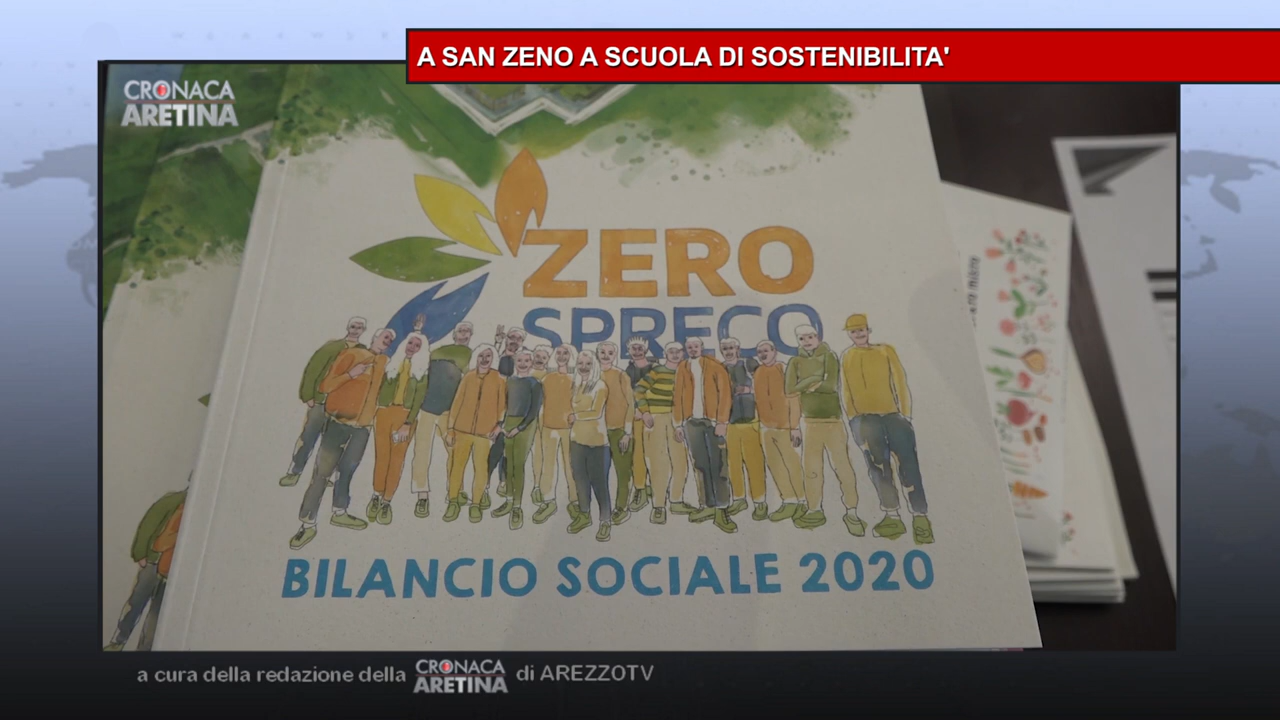 A SAN ZENO A SCUOLA DI SOSTENIBILITA'
CRONACA
ARETINA
ZERO
SPRECO
BILANCIO SOCIALE 2020
a cura della redazione della CRONACA ARETINA di AREZZOTV